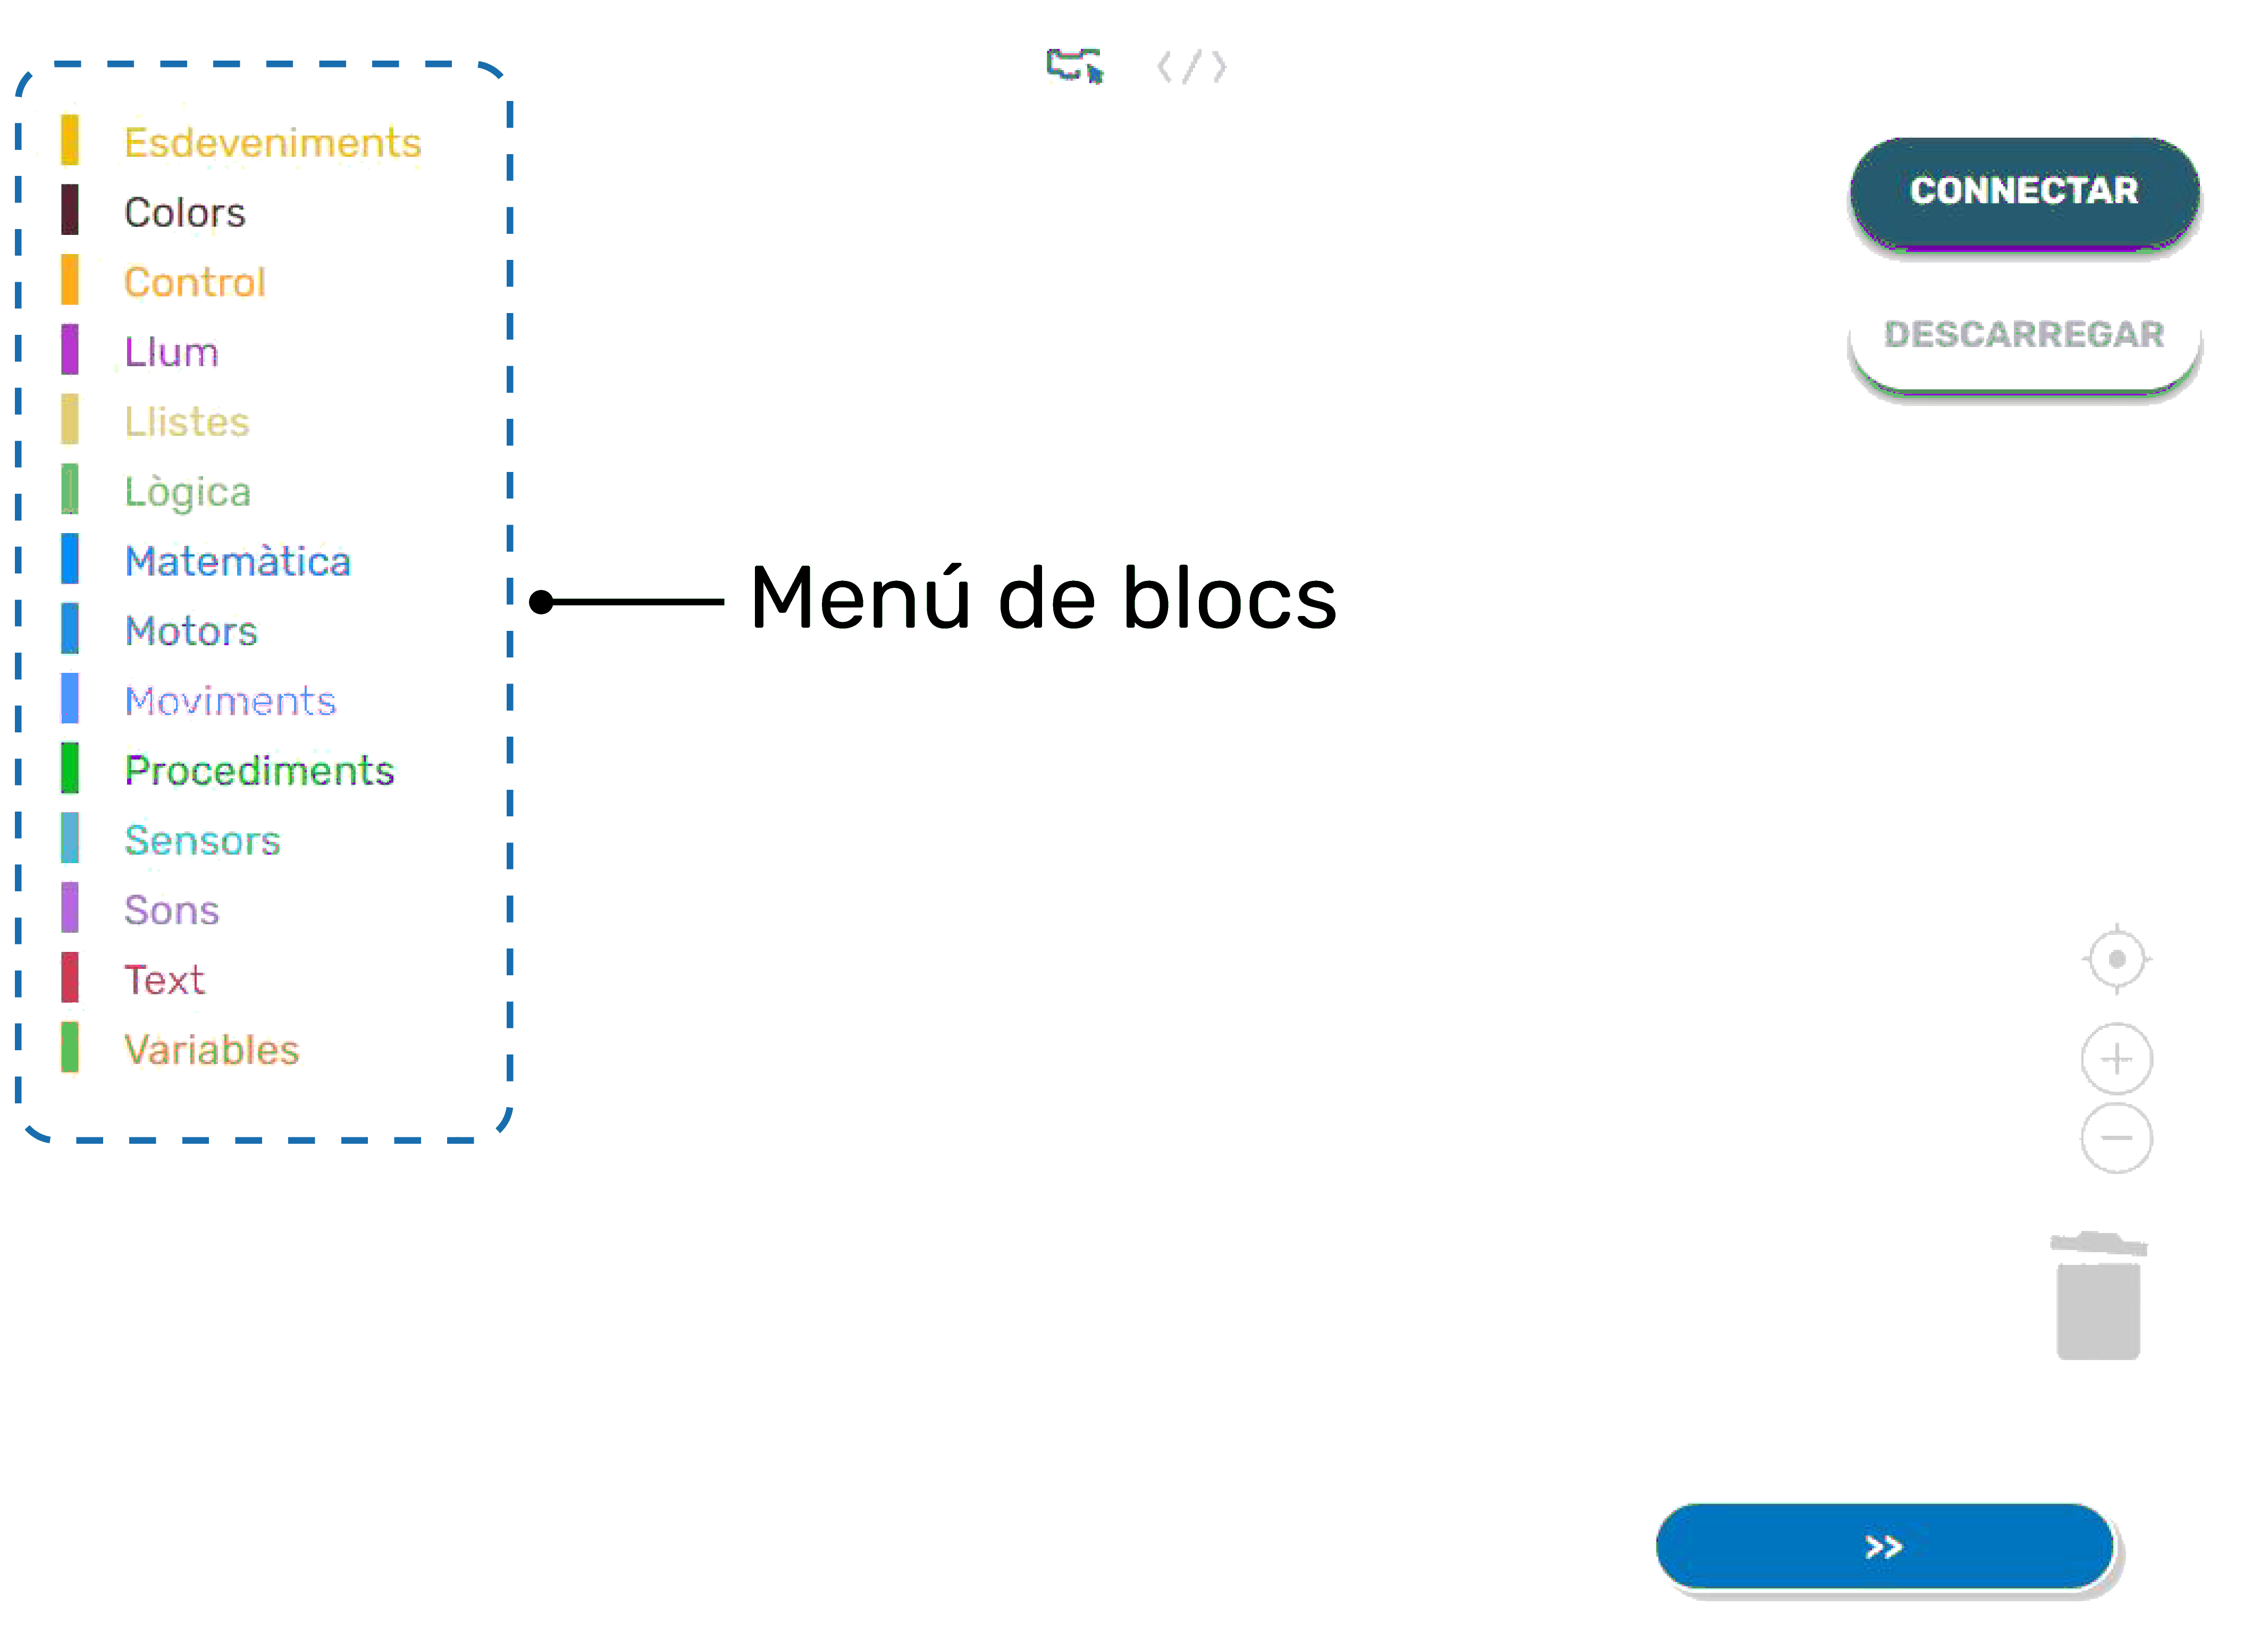 Esdeveniments
Colors
Control
Llum
Llistes
Lògica
Matemàtica
Motors
Moviments
Procediments
Sensors
Sons
Text
Variables
Menú de blocs
CONNECTAR
DESCARREGAR